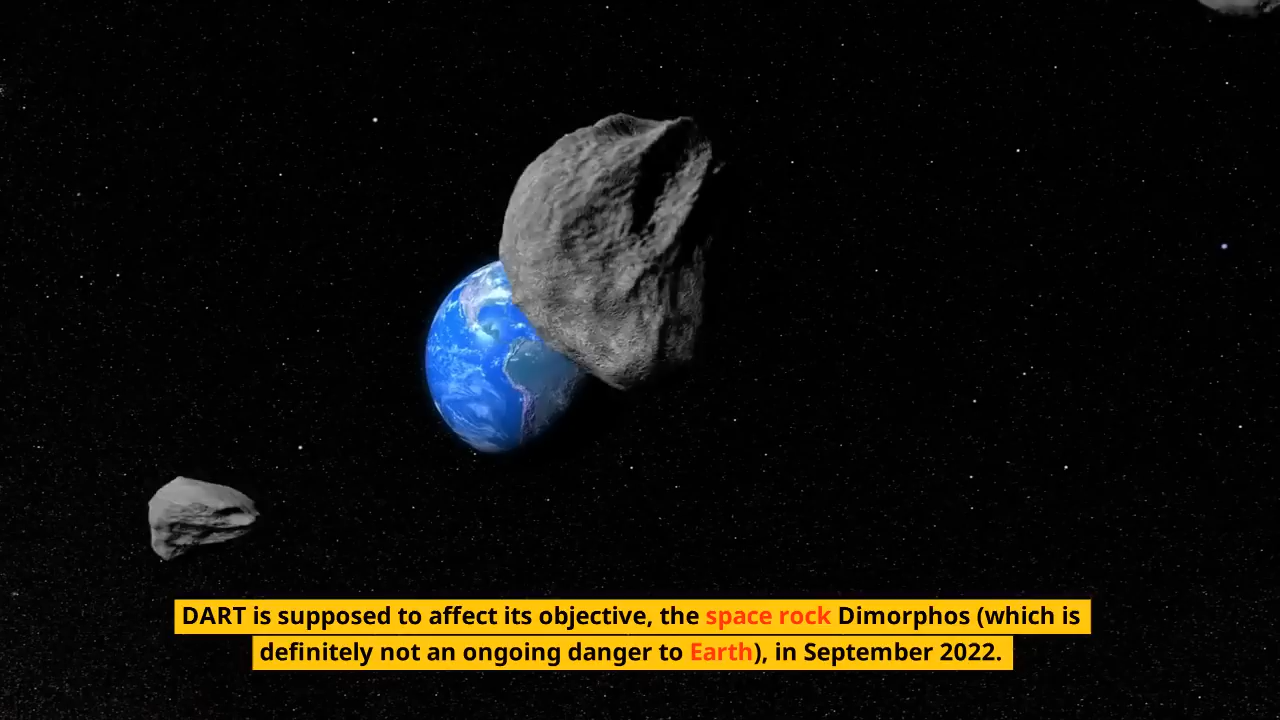 DART is supposed to affect its objective, the space rock Dimorphos (which is
definitely not an ongoing danger to Earth), in September 2022.